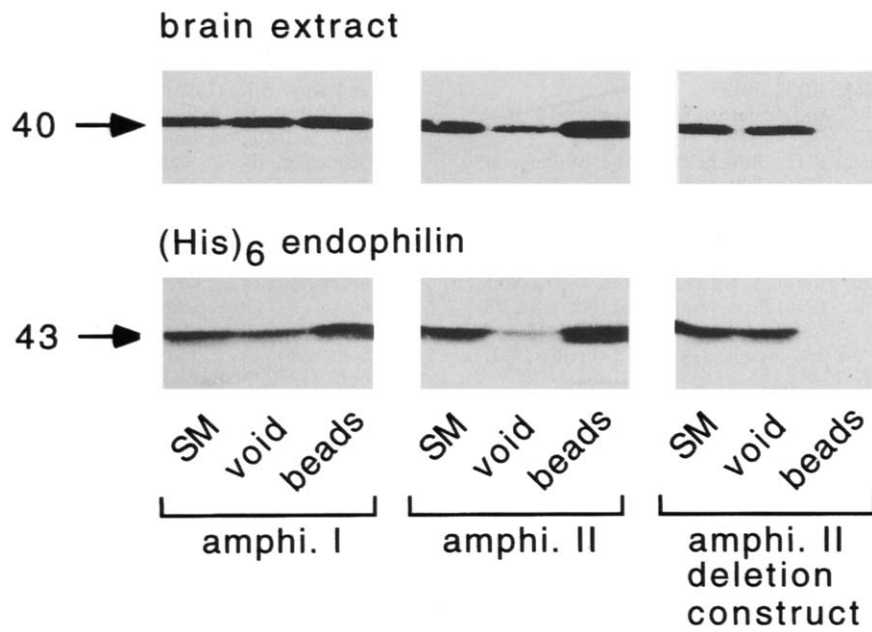 brain extract
40
(His)6 endophilin
43
SM void beads SM void beads SM void beads
amphi. I amphi. II amphi. II
deletion
construct